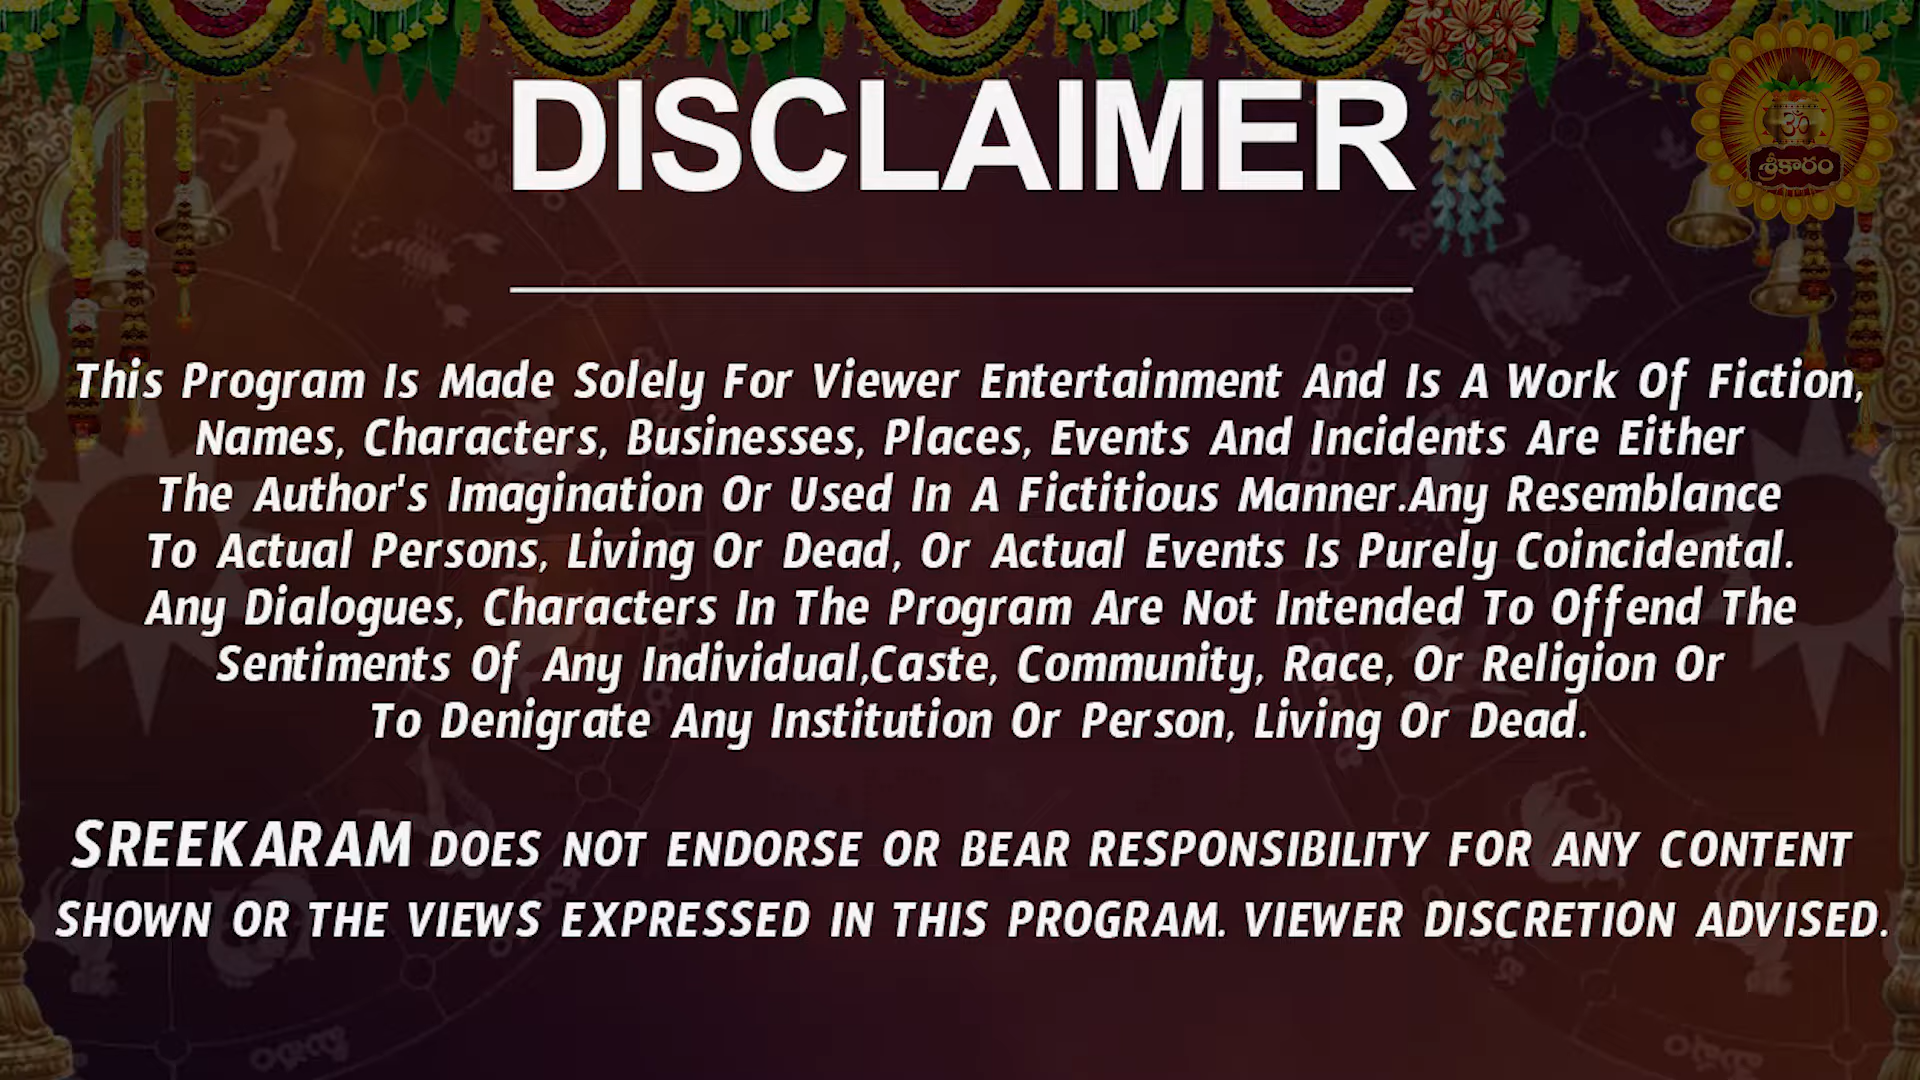 DISCLAIMER
ॐ
శ్రీకారం
This Program Is Made Solely For Viewer Entertainment And Is A Work Of Fiction,
Names, Characters, Businesses, Places, Events And Incidents Are Either
The Author's Imagination Or Used In A Fictitious Manner.Any Resemblance
To Actual Persons, Living Or Dead, Or Actual Events Is Purely Coincidental.
Any Dialogues, Characters In The Program Are Not Intended To Offend The
Sentiments Of Any Individual,Caste, Community, Race, Or Religion Or
To Denigrate Any Institution Or Person, Living Or Dead.
SREEKARAM DOES NOT ENDORSE OR BEAR RESPONSIBILITY FOR ANY CONTENT
SHOWN OR THE VIEWS EXPRESSED IN THIS PROGRAM. VIEWER DISCRETION ADVISED.